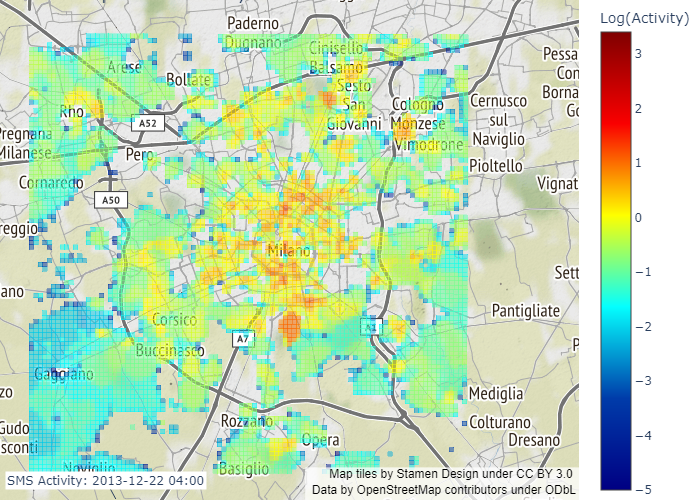 Paderno
Dugnano
Cinisello
Balsamo
Arese
Bollate
Sesto
San
Giovanni
Rho
A52
Cologno
Monzese
Vimodrone
Cernusco
sul
Naviglio
Pessa
Con
Borna
Go
Pregnana
Milanese
Pero
Pioltello
Cornaredo
Vignat
A50
reggio
Milano
Sett
ano
Pantigliate
Corsico
A1
A7
Buccinasco
P
Gaggiano
zo
Mediglia
Rozzano
Colturano
Gudo
sconti
Opera
Dresano
Basiglio
Noviglio
SMS Activity: 2013-12-22 04:00
Map tiles by Stamen Design under CC BY 3.0
Data by OpenStreetMap contributors under ODbL
Log(Activity)
3
2
1
0
−1
−2
−3
−4
−5